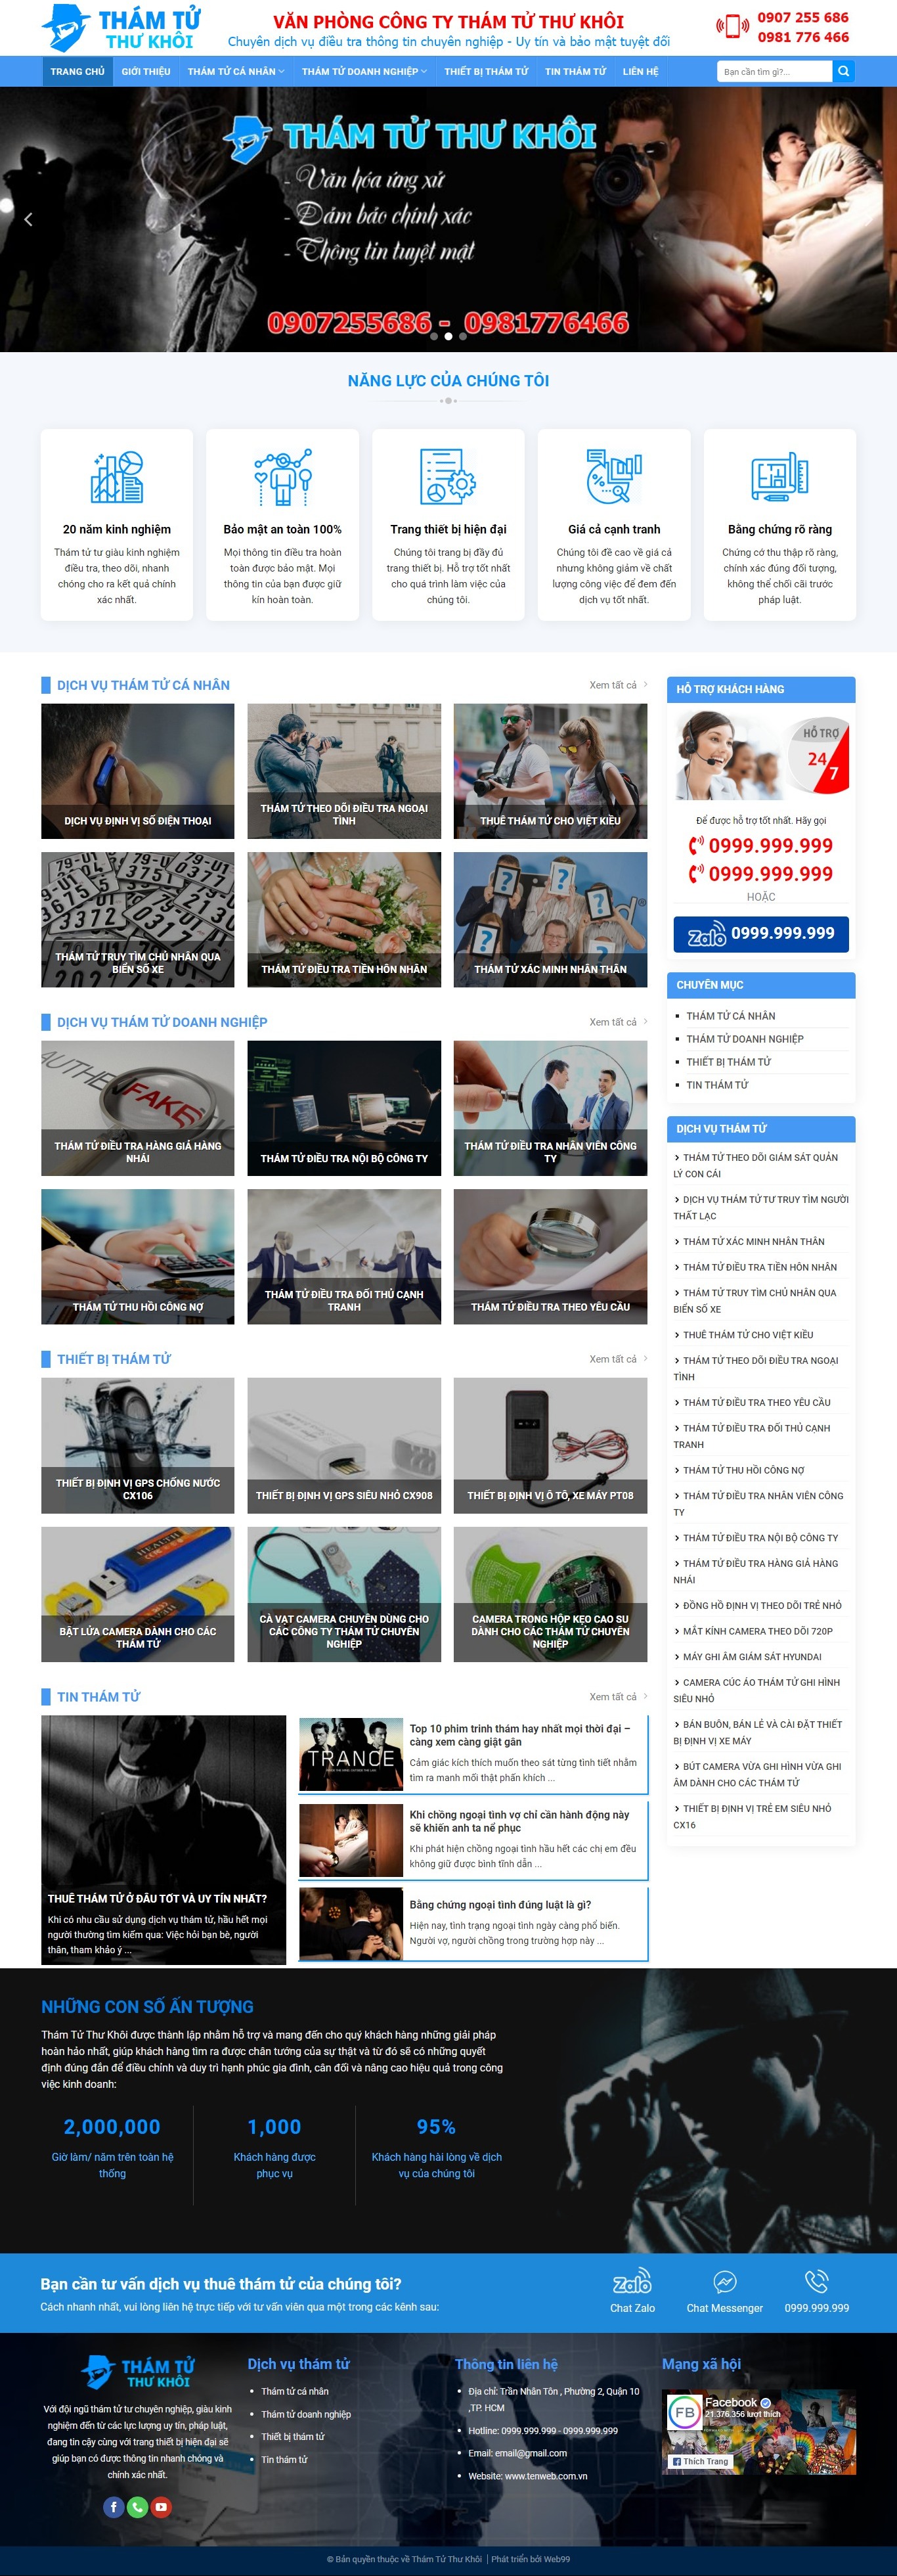 THÁM TỬ
THƯ KHÔI
VĂN PHÒNG CÔNG TY THÁM TỬ THƯ KHÔI
Chuyên dịch vụ điều tra thông tin chuyên nghiệp - Uy tín và bảo mật tuyệt đối
0907 255 686
0981 776 466
TRANG CHỦ GIỚI THIỆU THÁM TỬ CÁ NHÂN THÁM TỬ DOANH NGHIỆP THIẾT BỊ THÁM TỬ TIN THÁM TỬ LIÊN HỆ
Bạn cần tìm gì?...
THÁM TỬ THƯ KHÔI
- Văn hóa ứng xử
- Đảm bảo chính xác
- Thông tin tuyệt mật
0907255686 - 0981776466
NĂNG LỰC CỦA CHÚNG TÔI
20 năm kinh nghiệm
Thám tử tư giàu kinh nghiệm
điều tra, theo dõi, nhanh
chóng cho ra kết quả chính
xác nhất.
Bảo mật an toàn 100%
Mọi thông tin điều tra hoàn
toàn được bảo mật. Mọi
thông tin của bạn được giữ
kín hoàn toàn.
Trang thiết bị hiện đại
Chúng tôi trang bị đầy đủ
trang thiết bị. Hỗ trợ tốt nhất
cho quá trình làm việc của
chúng tôi.
Giá cả cạnh tranh
Chúng tôi đề cao về giá cả
nhưng không giảm về chất
lượng công việc để đem đến
dịch vụ tốt nhất.
Bằng chứng rõ ràng
Chứng cớ thu thập rõ ràng,
chính xác đúng đối tượng,
không thể chối cãi trước
pháp luật.
DỊCH VỤ THÁM TỬ CÁ NHÂN
Xem tất cả
DỊCH VỤ ĐỊNH VỊ SỐ ĐIỆN THOẠI
THÁM TỬ THEO DÕI ĐIỀU TRA NGOẠI
TÌNH
THUÊ THÁM TỬ CHO VIỆT KIỀU
THÁM TỬ TRUY TÌM CHỦ NHÂN QUA
BIỂN SỐ XE
THÁM TỬ ĐIỀU TRA TIỀN HÔN NHÂN
THÁM TỬ XÁC MINH NHÂN THÂN
DỊCH VỤ THÁM TỬ DOANH NGHIỆP
Xem tất cả
FAKE
THÁM TỬ ĐIỀU TRA HÀNG GIẢ HÀNG
NHÁI
THÁM TỬ ĐIỀU TRA NỘI BỘ CÔNG TY
THÁM TỬ ĐIỀU TRA NHÂN VIÊN CÔNG
TY
THÁM TỬ THU HỒI CÔNG NỢ
THÁM TỬ ĐIỀU TRA ĐỐI THỦ CẠNH
TRANH
THÁM TỬ ĐIỀU TRA THEO YÊU CẦU
THIẾT BỊ THÁM TỬ
Xem tất cả
THIẾT BỊ ĐỊNH VỊ GPS CHỐNG NƯỚC
CX106
THIẾT BỊ ĐỊNH VỊ GPS SIÊU NHỎ CX908
THIẾT BỊ ĐỊNH VỊ Ô TÔ, XE MÁY PT08
BẬT LỬA CAMERA DÀNH CHO CÁC
THÁM TỬ
CÀ VẠT CAMERA CHUYÊN DÙNG CHO
CÁC CÔNG TY THÁM TỬ CHUYÊN
NGHIỆP
CAMERA TRONG HỘP KẸO CAO SU
DÀNH CHO CÁC THÁM TỬ CHUYÊN
NGHIỆP
TIN THÁM TỬ
Xem tất cả
THUÊ THÁM TỬ Ở ĐÂU TỐT VÀ UY TÍN NHẤT?
Khi có nhu cầu sử dụng dịch vụ thám tử, hầu hết mọi
người thường tìm kiếm qua: Việc hỏi bạn bè, người
thân, tham khảo ý ...
TRANCE
Top 10 phim trinh thám hay nhất mọi thời đại –
càng xem càng giật gân
Cảm giác kích thích muốn theo sát từng tình tiết nhằm
tìm ra manh mối thật phấn khích ...
Khi chồng ngoại tình vợ chỉ cần hành động này
sẽ khiến anh ta nể phục
Khi phát hiện chồng ngoại tình hầu hết các chị em đều
không giữ được bình tĩnh dẫn ...
Bằng chứng ngoại tình đúng luật là gì?
Hiện nay, tình trạng ngoại tình ngày càng phổ biến.
Người vợ, người chồng trong trường hợp này ...
HỖ TRỢ KHÁCH HÀNG
HỖ TRỢ
24
7
Để được hỗ trợ tốt nhất. Hãy gọi
0999.999.999
0999.999.999
HOẶC
Zalo 0999.999.999
CHUYÊN MỤC
THÁM TỬ CÁ NHÂN
THÁM TỬ DOANH NGHIỆP
THIẾT BỊ THÁM TỬ
TIN THÁM TỬ
DỊCH VỤ THÁM TỬ
THÁM TỬ THEO DÕI GIÁM SÁT QUẢN
LÝ CON CÁI
DỊCH VỤ THÁM TỬ TƯ TRUY TÌM NGƯỜI
THẤT LẠC
THÁM TỬ XÁC MINH NHÂN THÂN
THÁM TỬ ĐIỀU TRA TIỀN HÔN NHÂN
THÁM TỬ TRUY TÌM CHỦ NHÂN QUA
BIỂN SỐ XE
THUÊ THÁM TỬ CHO VIỆT KIỀU
THÁM TỬ THEO DÕI ĐIỀU TRA NGOẠI
TÌNH
THÁM TỬ ĐIỀU TRA THEO YÊU CẦU
THÁM TỬ ĐIỀU TRA ĐỐI THỦ CẠNH
TRANH
THÁM TỬ THU HỒI CÔNG NỢ
THÁM TỬ ĐIỀU TRA NHÂN VIÊN CÔNG
TY
THÁM TỬ ĐIỀU TRA NỘI BỘ CÔNG TY
THÁM TỬ ĐIỀU TRA HÀNG GIẢ HÀNG
NHÁI
ĐỒNG HỒ ĐỊNH VỊ THEO DÕI TRẺ NHỎ
MẮT KÍNH CAMERA THEO DÕI 720P
MÁY GHI ÂM GIÁM SÁT HYUNDAI
CAMERA CÚC ÁO THÁM TỬ GHI HÌNH
SIÊU NHỎ
BÁN BUÔN, BÁN LẺ VÀ CÀI ĐẶT THIẾT
BỊ ĐỊNH VỊ XE MÁY
BÚT CAMERA VỪA GHI HÌNH VỪA GHI
ÂM DÀNH CHO CÁC THÁM TỬ
THIẾT BỊ ĐỊNH VỊ TRẺ EM SIÊU NHỎ
CX16
NHỮNG CON SỐ ẤN TƯỢNG
Thám Tử Thư Khôi được thành lập nhằm hỗ trợ và mang đến cho quý khách hàng những giải pháp
hoàn hảo nhất, giúp khách hàng tìm ra được chân tướng của sự thật và từ đó sẽ có những quyết
định đúng đắn để điều chỉnh và duy trì hạnh phúc gia đình, cân đối và nâng cao hiệu quả trong công
việc kinh doanh:
2,000,000
Giờ làm/ năm trên toàn hệ
thống
1,000
Khách hàng được
phục vụ
95%
Khách hàng hài lòng về dịch
vụ của chúng tôi
Bạn cần tư vấn dịch vụ thuê thám tử của chúng tôi?
Cách nhanh nhất, vui lòng liên hệ trực tiếp với tư vấn viên qua một trong các kênh sau:
Zalo
Chat Zalo
Chat Messenger
0999.999.999
THÁM TỬ
THƯ KHÔI
Với đội ngũ thám tử tư chuyên nghiệp, giàu kinh
nghiệm đến từ các lực lượng uy tín, pháp luật,
đang tin cậy cùng với trang thiết bị hiện đại sẽ
giúp bạn có được thông tin nhanh chóng và
chính xác nhất.
Dịch vụ thám tử
Thám tử cá nhân
Thám tử doanh nghiệp
Thiết bị thám tử
Tin thám tử
Thông tin liên hệ
Địa chỉ: Trần Nhân Tôn , Phường 2, Quận 10
,TP. HCM
Hotline: 0999.999.999 - 0999.999.999
Email: email@gmail.com
Website: www.tenweb.com.vn
Mạng xã hội
FB
Facebook
21.376.356 lượt thích
Thích Trang
© Bản quyền thuộc về Thám Tử Thư Khôi | Phát triển bởi Web99